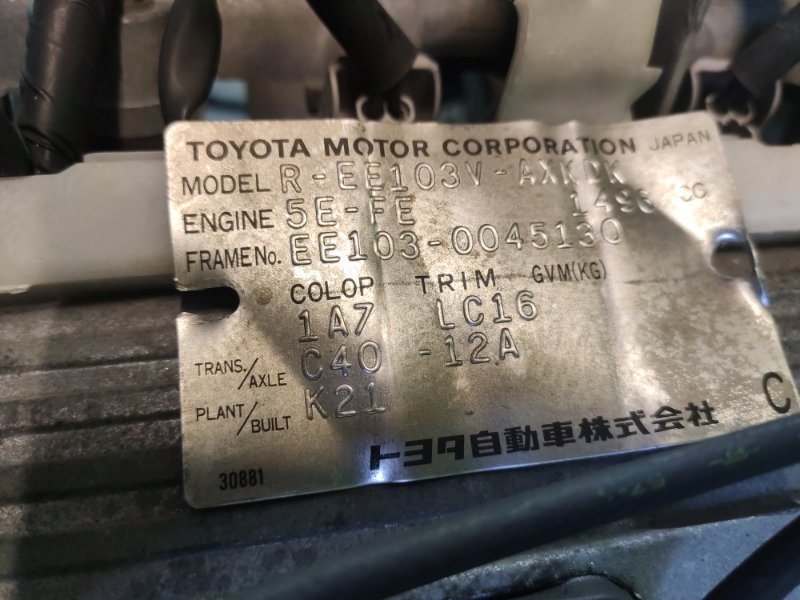 TOYOTA MOTOR CORPORATION JAPAN
MODEL R-EE103V-AXKDK
ENGINE 5E-FE 1496 CC
FRAME No. EE103-0045130
COLOP TRIM GVM(KG)
1A7 LC16
TRANS./AXLE C40 -12A
PLANT/BUILT K21
C
トヨタ自動車株式会社
30881